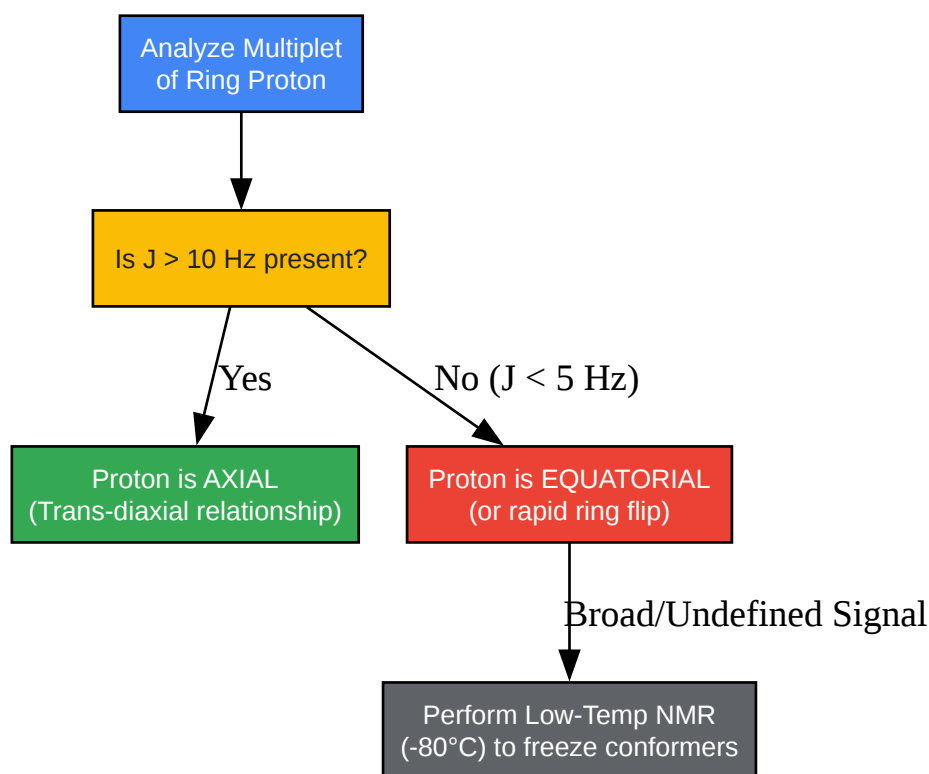 Analyze Multiplet
of Ring Proton
Is J > 10 Hz present?
Yes
No (J < 5 Hz)
Proton is AXIAL
(Trans-diaxial relationship)
Proton is EQUATORIAL
(or rapid ring flip)
Broad/Undefined Signal
Perform Low-Temp NMR
(-80°C) to freeze conformers